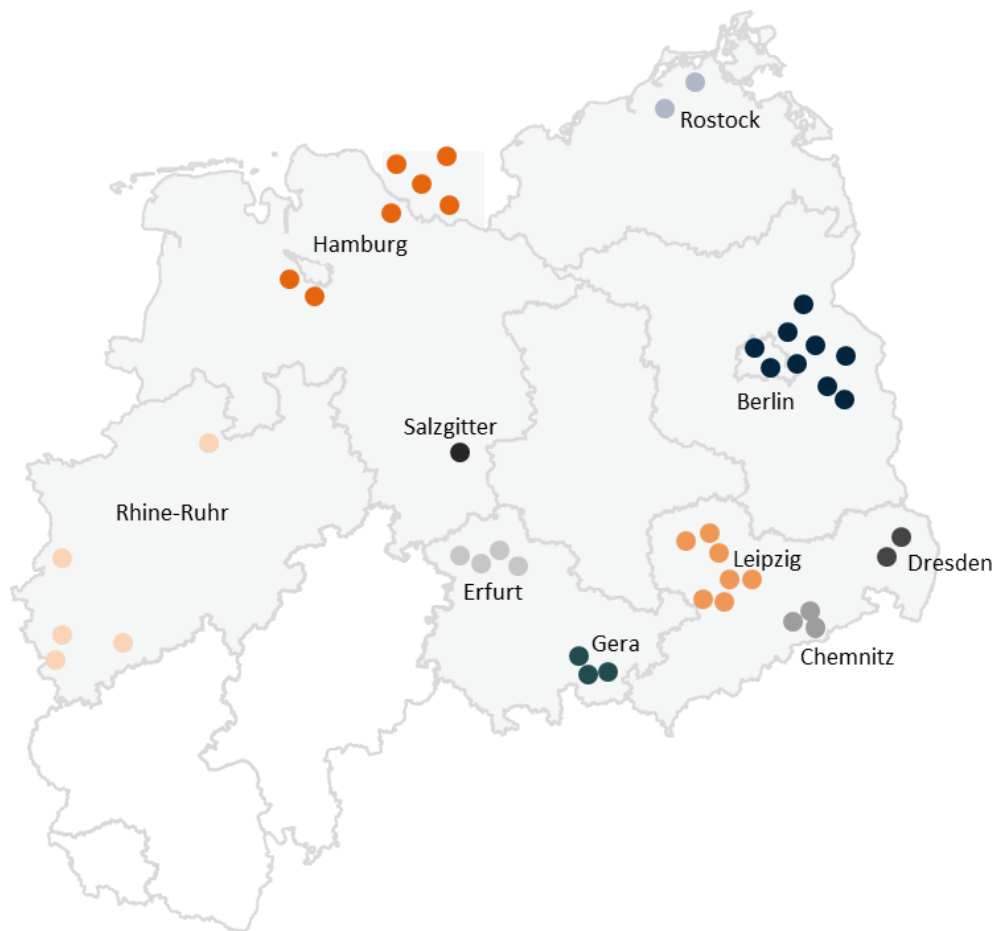 Rostock
Hamburg
Berlin
Salzgitter
Rhine-Ruhr
Leipzig
Dresden
Erfurt
Gera
Chemnitz